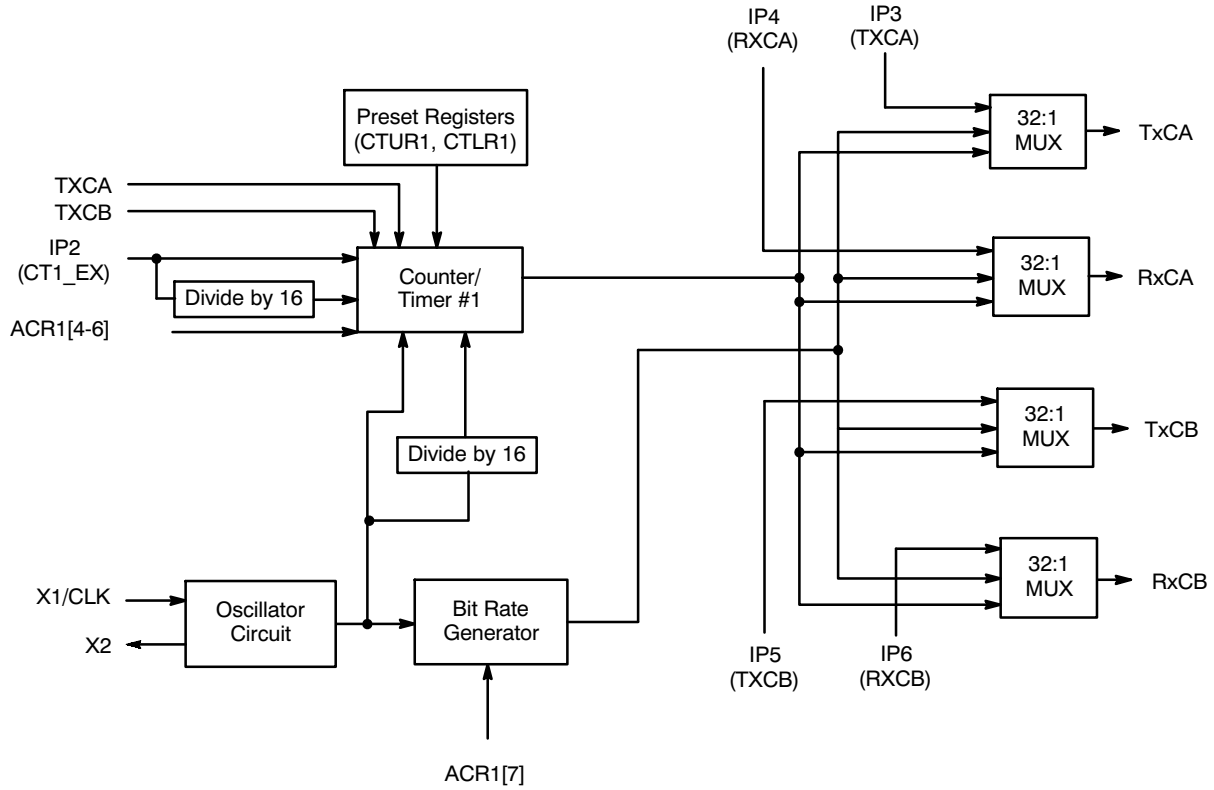 IP4
(RXCA)
IP3
(TXCA)
Preset Registers
(CTUR1, CTLR1)
32:1
MUX
TxCA
TXCA
TXCB
IP2
(CT1_EX)
Counter/
Timer #1
32:1
MUX
RxCA
Divide by 16
ACR1[4-6]
32:1
MUX
TxCB
Divide by 16
X1/CLK
X2
Oscillator
Circuit
Bit Rate
Generator
32:1
MUX
RxCB
IP5
(TXCB)
IP6
(RXCB)
ACR1[7]